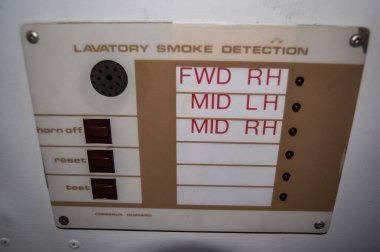 LAVATORY SMOKE DETECTION
FWD RH
MID LH
MID RH
horn off
reset
test